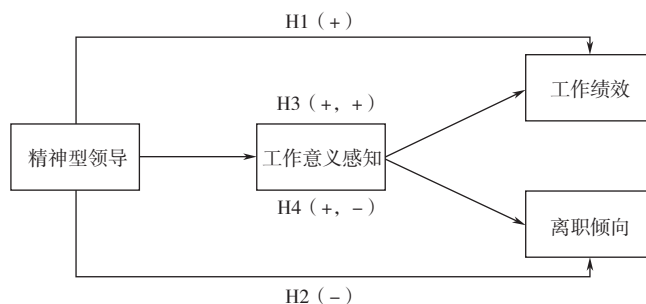 H1（+）
工作绩效
H3（+，+）
精神型领导
工作意义感知
H4（+，-）
离职倾向
H2（-）